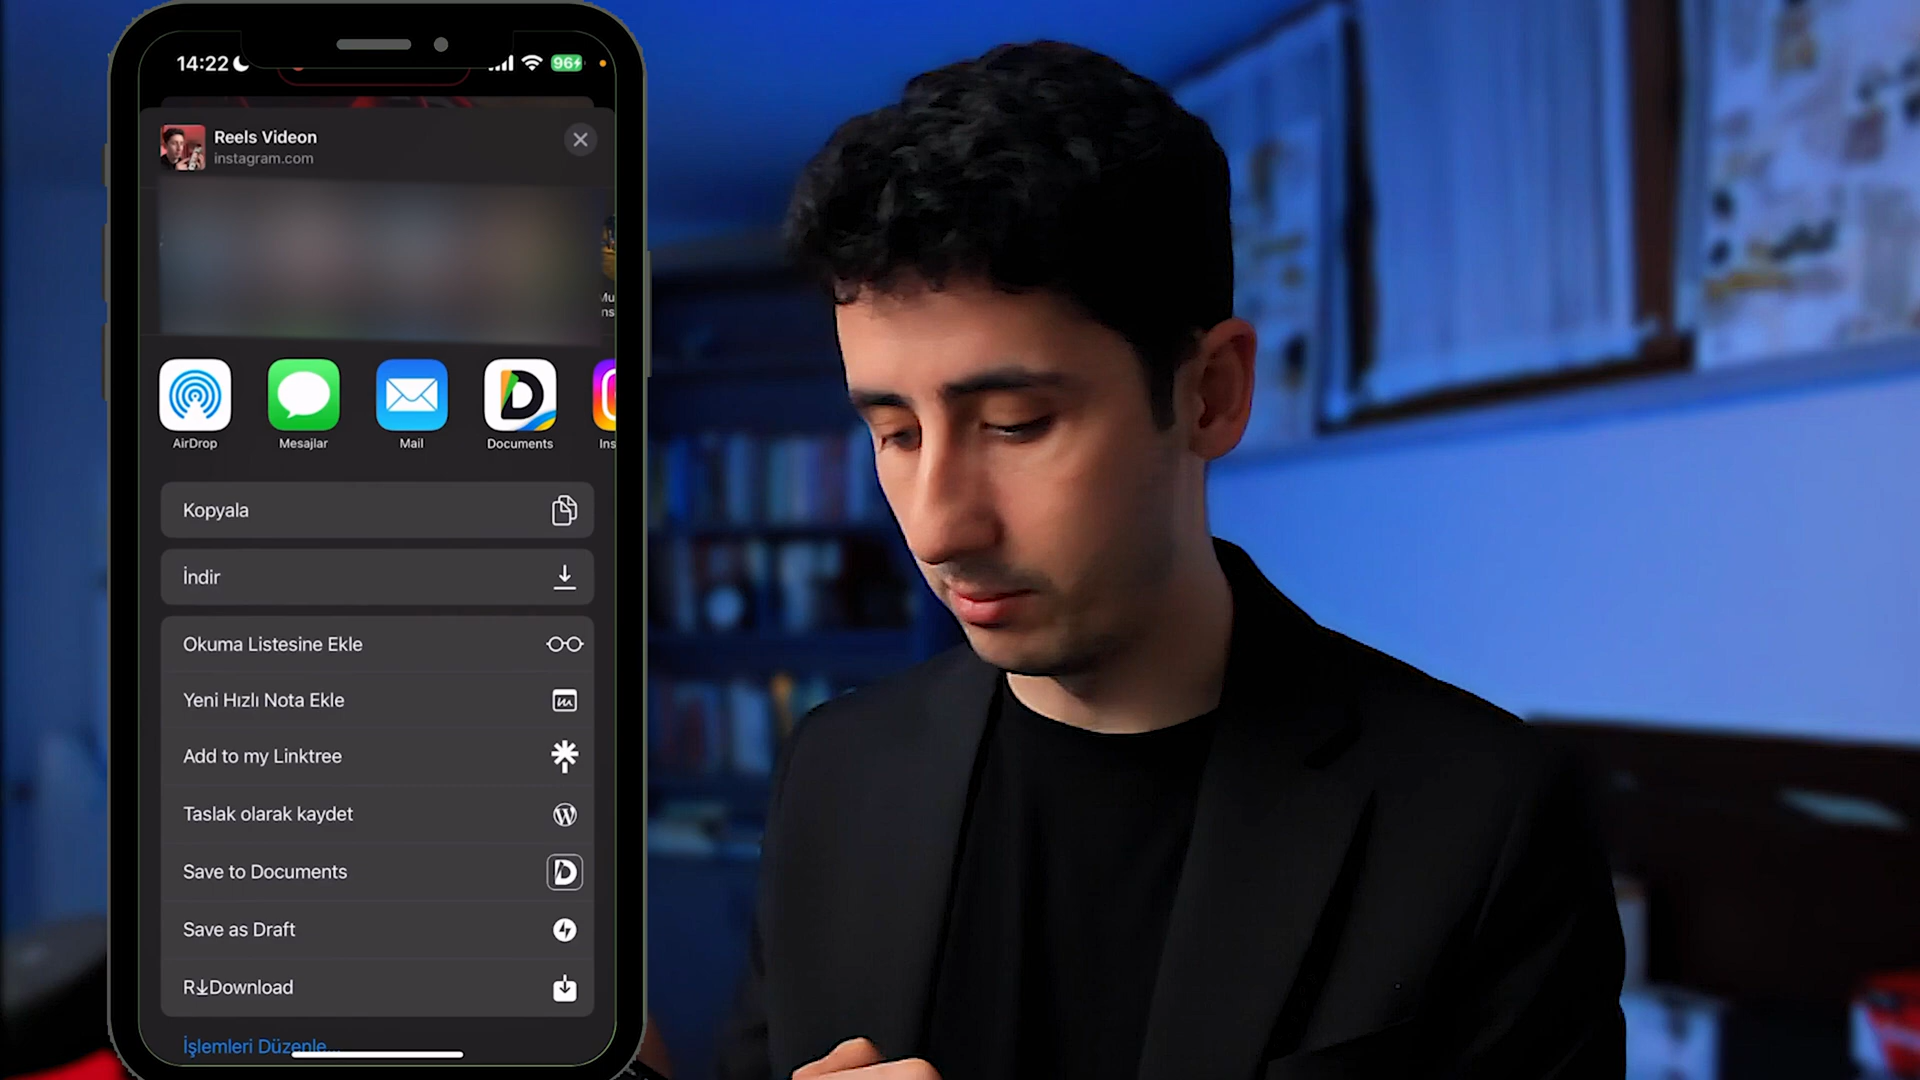 14:22
96
Reels Videon
instagram.com
AirDrop
Mesajlar
Mail
Documents
Ins
Kopyala
İndir
Okuma Listesine Ekle
Yeni Hızlı Nota Ekle
Add to my Linktree
Taslak olarak kaydet
Save to Documents
Save as Draft
R↓Download
İşlemleri Düzenle...